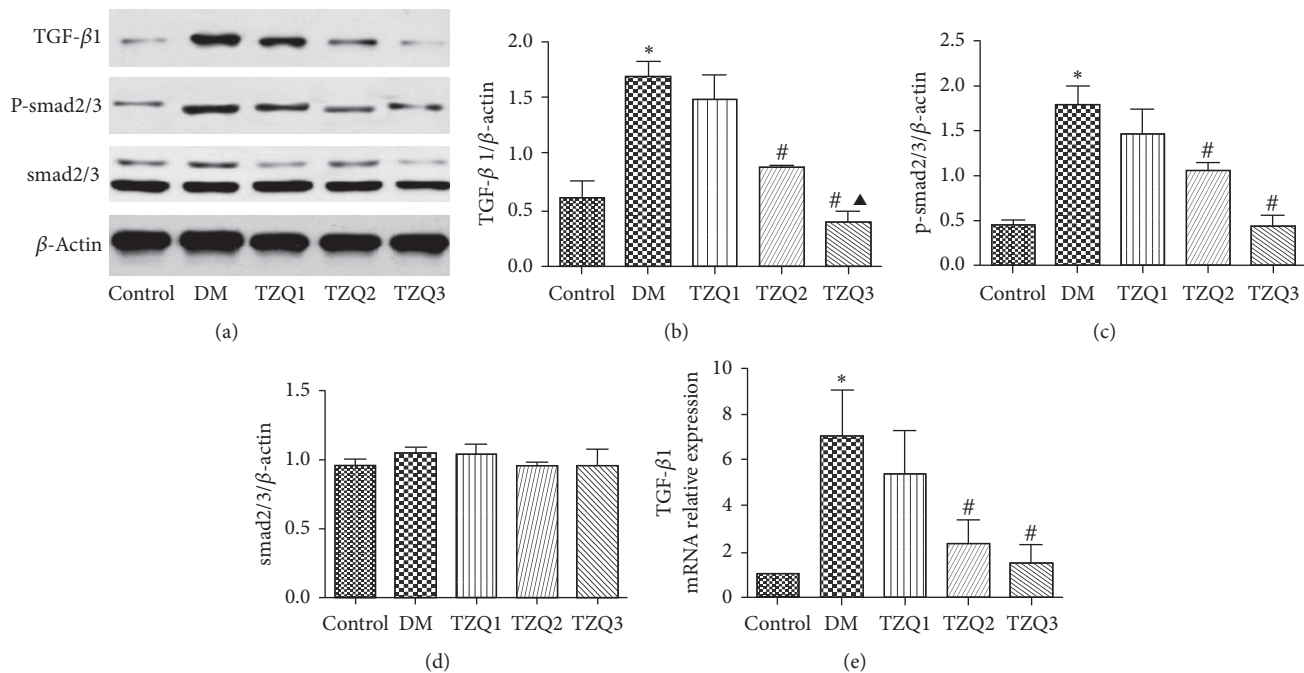 TGF-β1
P-smad2/3
smad2/3
β-Actin
Control DM TZQ1 TZQ2 TZQ3
(a)
TGF-β 1/β-actin
2.0
1.5
1.0
0.5
0.0
*
#
# ▲
Control DM TZQ1 TZQ2 TZQ3
(b)
p-smad2/3/β-actin
2.5
2.0
1.5
1.0
0.5
0.0
*
#
#
Control DM TZQ1 TZQ2 TZQ3
(c)
smad2/3/β-actin
1.5
1.0
0.5
0.0
Control DM TZQ1 TZQ2 TZQ3
(d)
TGF-β1
mRNA relative expression
10
8
6
4
2
0
*
#
#
Control DM TZQ1 TZQ2 TZQ3
(e)